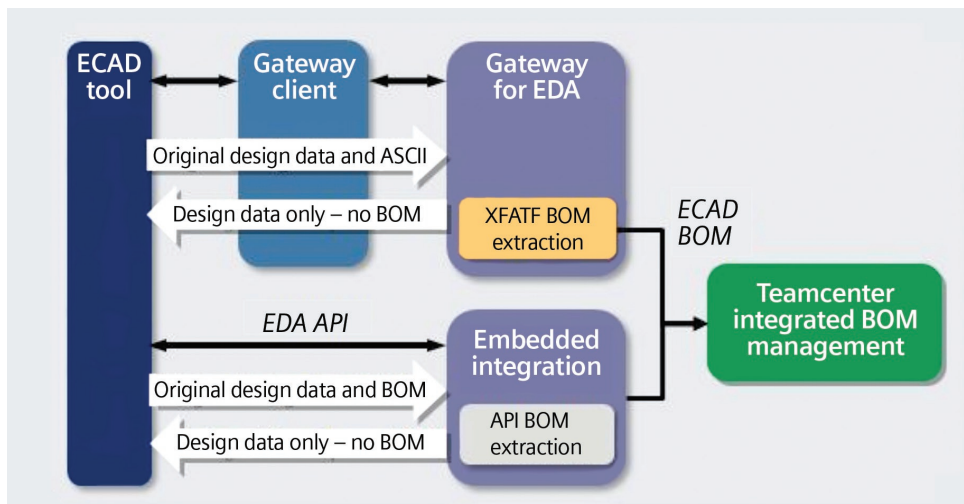 ECAD
tool
Gateway
client
Gateway
for EDA
Original design data and ASCII
Design data only – no BOM
XFATF BOM
extraction
ECAD
BOM
Teamcenter
integrated BOM
management
EDA API
Embedded
integration
Original design data and BOM
Design data only – no BOM
API BOM
extraction